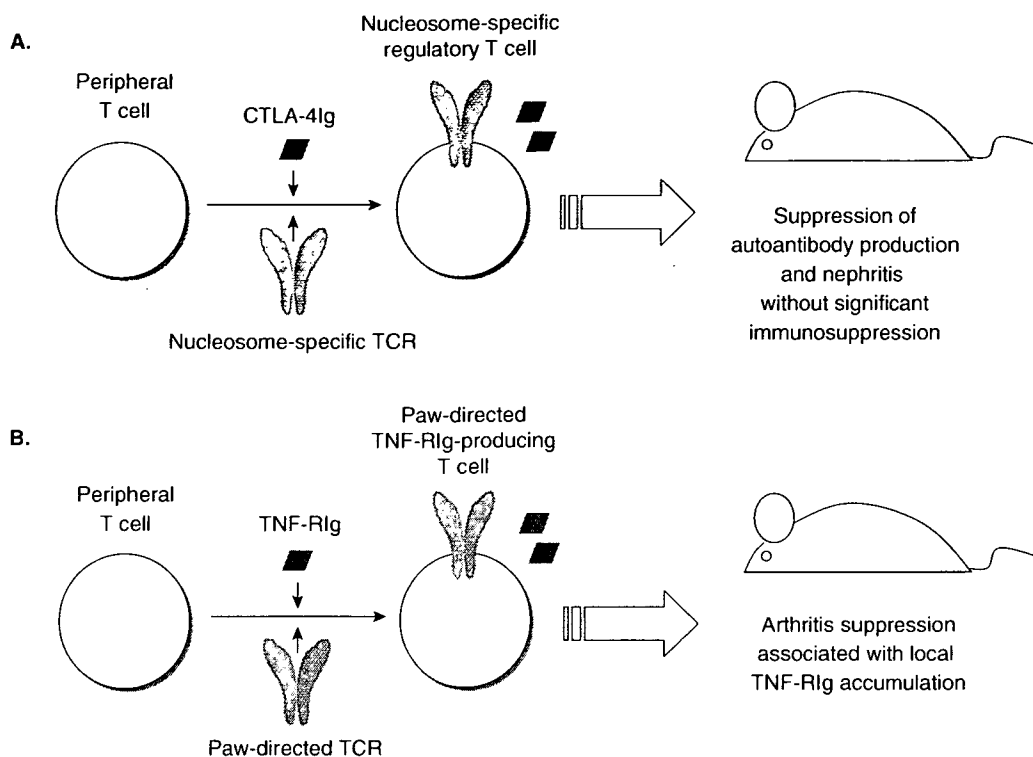 A.
Peripheral
T cell
CTLA-4Ig
Nucleosome-specific TCR
Nucleosome-specific
regulatory T cell
Suppression of
autoantibody production
and nephritis
without significant
immunosuppression
B.
Peripheral
T cell
TNF-RIg
Paw-directed TCR
Paw-directed
TNF-RIg-producing
T cell
Arthritis suppression
associated with local
TNF-RIg accumulation